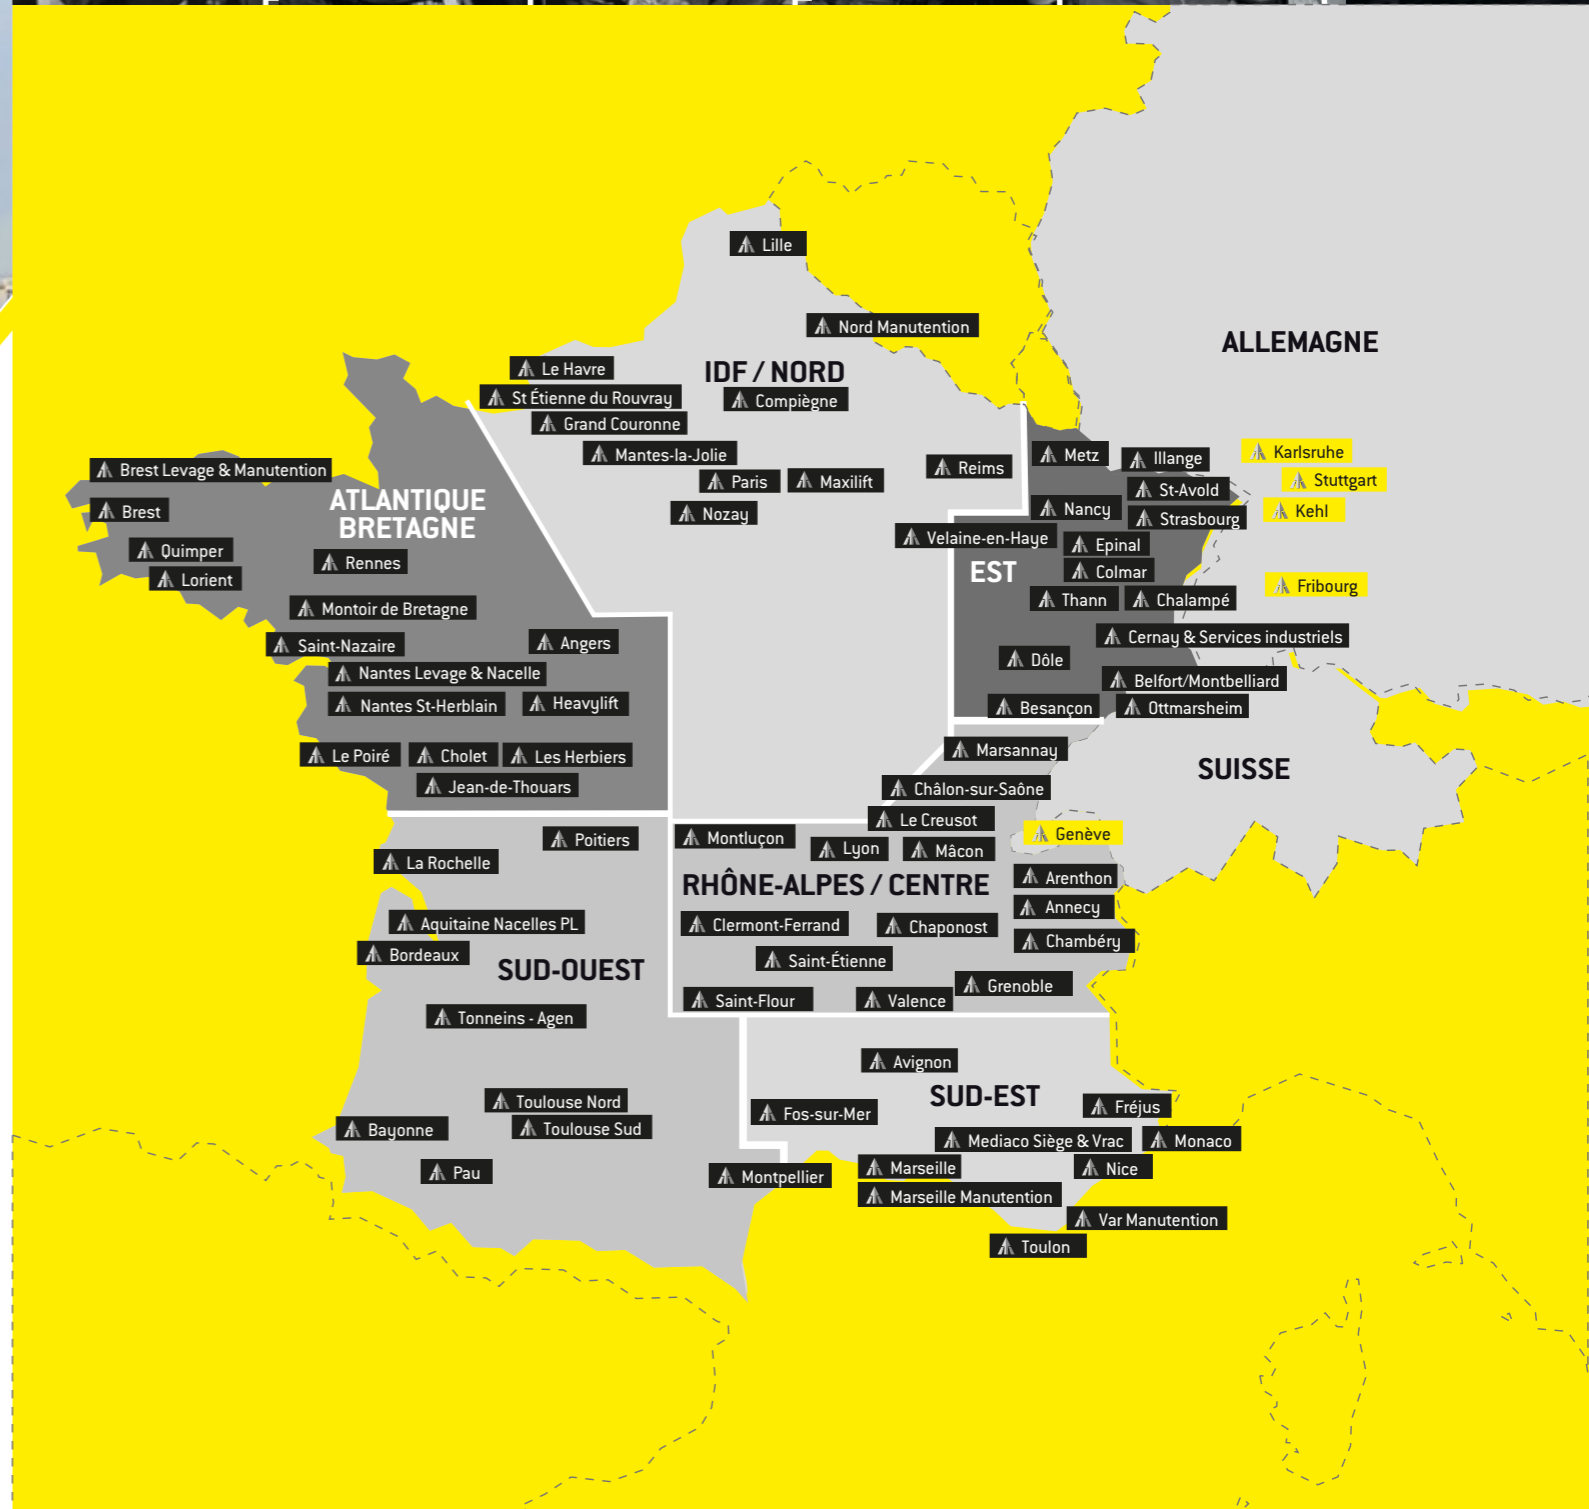 Lille
Nord Manutention
ALLEMAGNE
Le Havre
IDF / NORD
St Étienne du Rouvray
Compiègne
Grand Couronne
Mantes-la-Jolie
Paris
Maxilift
Reims
Nozay
Metz
Illange
Karlsruhe
St-Avold
Stuttgart
Nancy
Strasbourg
Kehl
Velaine-en-Haye
Epinal
EST
Colmar
Fribourg
Thann
Chalampé
Cernay & Services industriels
Dôle
Belfort/Montbelliard
Besançon
Ottmarsheim
Brest Levage & Manutention
ATLANTIQUE
BRETAGNE
Brest
Quimper
Rennes
Lorient
Montoir de Bretagne
Saint-Nazaire
Angers
Nantes Levage & Nacelle
Nantes St-Herblain
Heavylift
Le Poiré
Cholet
Les Herbiers
Jean-de-Thouars
Marsannay
SUISSE
Châlon-sur-Saône
Le Creusot
Genève
Montluçon
Lyon
Mâcon
RHÔNE-ALPES / CENTRE
Arenthon
Annecy
Clermont-Ferrand
Chaponost
Chambéry
Saint-Étienne
Grenoble
Saint-Flour
Valence
Poitiers
La Rochelle
Aquitaine Nacelles PL
Bordeaux
SUD-OUEST
Tonneins - Agen
Toulouse Nord
Toulouse Sud
Bayonne
Pau
Montpellier
Avignon
SUD-EST
Fos-sur-Mer
Fréjus
Mediaco Siège & Vrac
Monaco
Marseille
Nice
Marseille Manutention
Var Manutention
Toulon